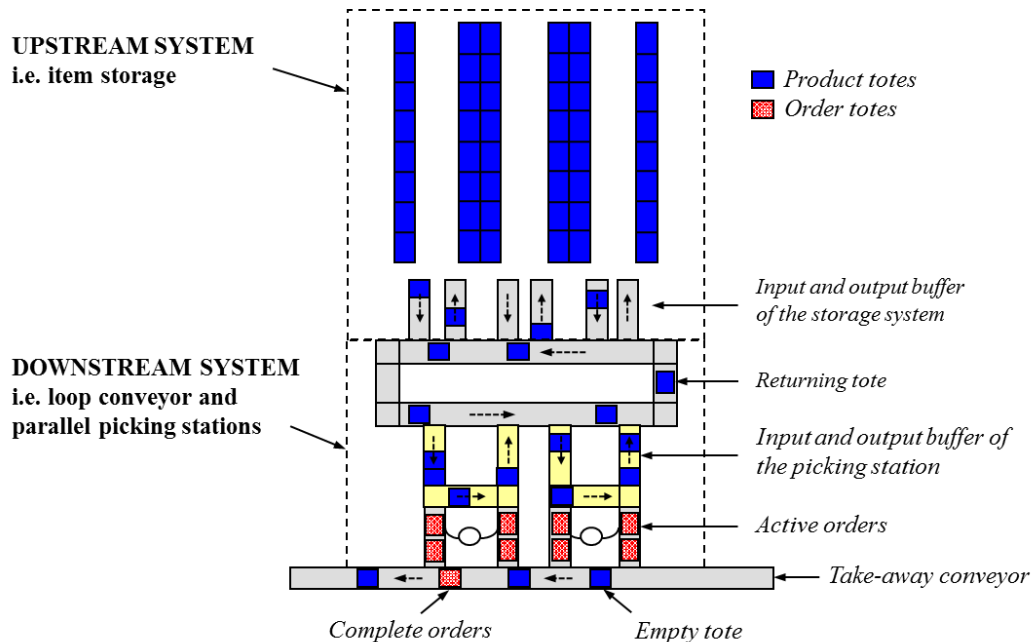 UPSTREAM SYSTEM
i.e. item storage
Product totes
Order totes
Input and output buffer
of the storage system
DOWNSTREAM SYSTEM
i.e. loop conveyor and
parallel picking stations
Returning tote
Input and output buffer of
the picking station
Active orders
Take-away conveyor
Complete orders
Empty tote